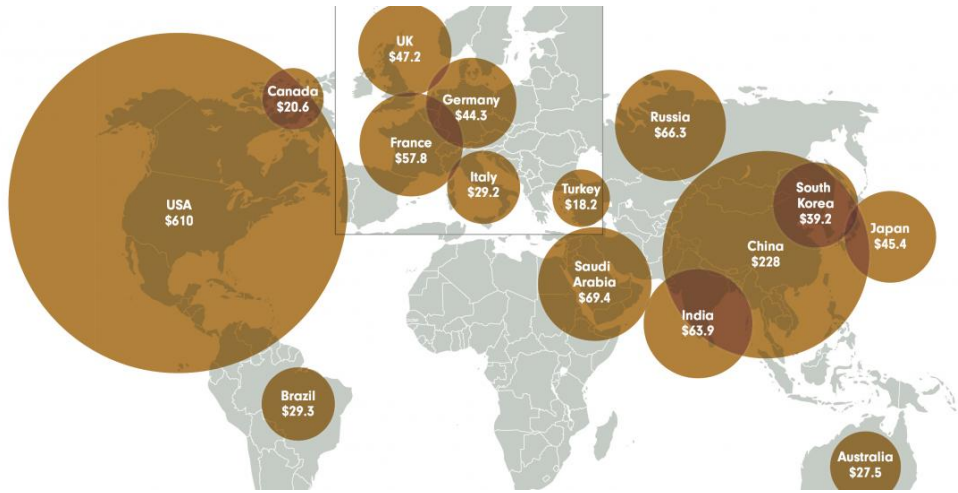 UK
$47.2
Canada
$20.6
Germany
$44.3
Russia
$66.3
France
$57.8
Italy
$29.2
Turkey
$18.2
South
Korea
$39.2
USA
$610
Japan
$45.4
China
$228
Saudi
Arabia
$69.4
India
$63.9
Brazil
$29.3
Australia
$27.5